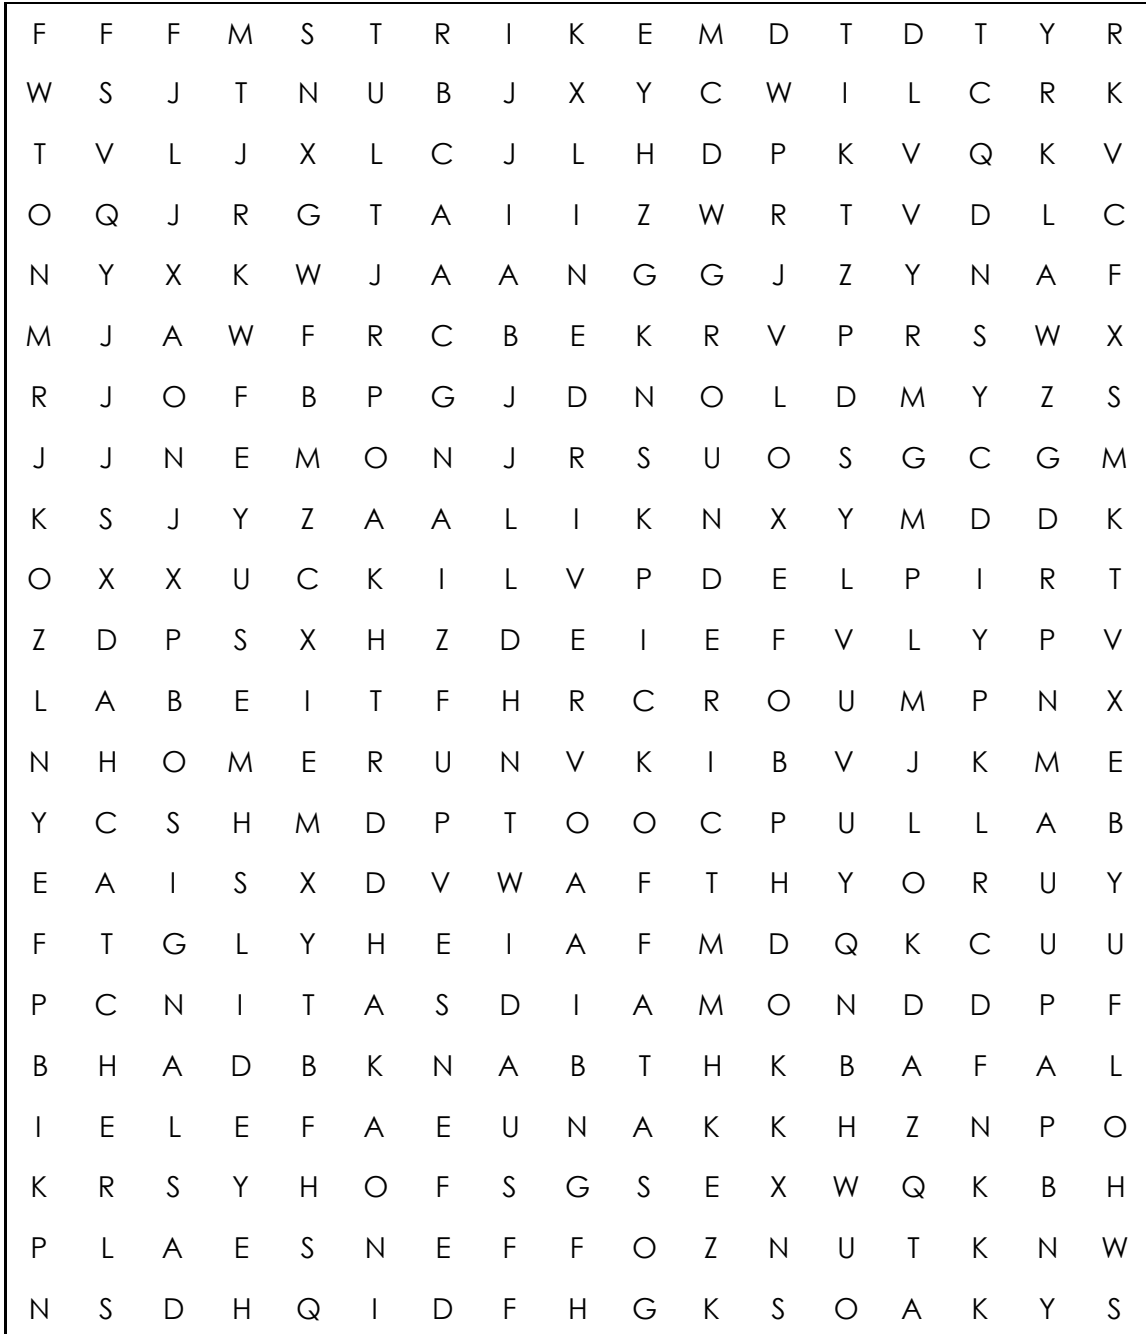 F F F M S T R I K E M D T D T Y R
W S J T N U B J X Y C W I L C R K
T V L J X L C J L H D P K V Q K V
O Q J R G T A I I Z W R T V D L C
N Y X K W J A A N G G J Z Y N A F
M J A W F R C B E K R V P R S W X
R J O F B P G J D N O L D M Y Z S
J J N E M O N J R S U O S G C G M
K S J Y Z A A L I K N X Y M D D K
O X X U C K I L V P D E L P I R T
Z D P S X H Z D E I E F V L Y P V
L A B E I T F H R C R O U M P N X
N H O M E R U N V K I B V J K M E
Y C S H M D P T O O C P U L L A B
E A I S X D V W A F T H Y O R U Y
F T G L Y H E I A F M D Q K C U U
P C N I T A S D I A M O N D D P F
B H A D B K N A B T H K B A F A L
I E L E F A E U N A K K H Z N P O
K R S Y H O F S G S E X W Q K B H
P L A E S N E F F O Z N U T K N W
N S D H Q I D F H G K S O A K Y S